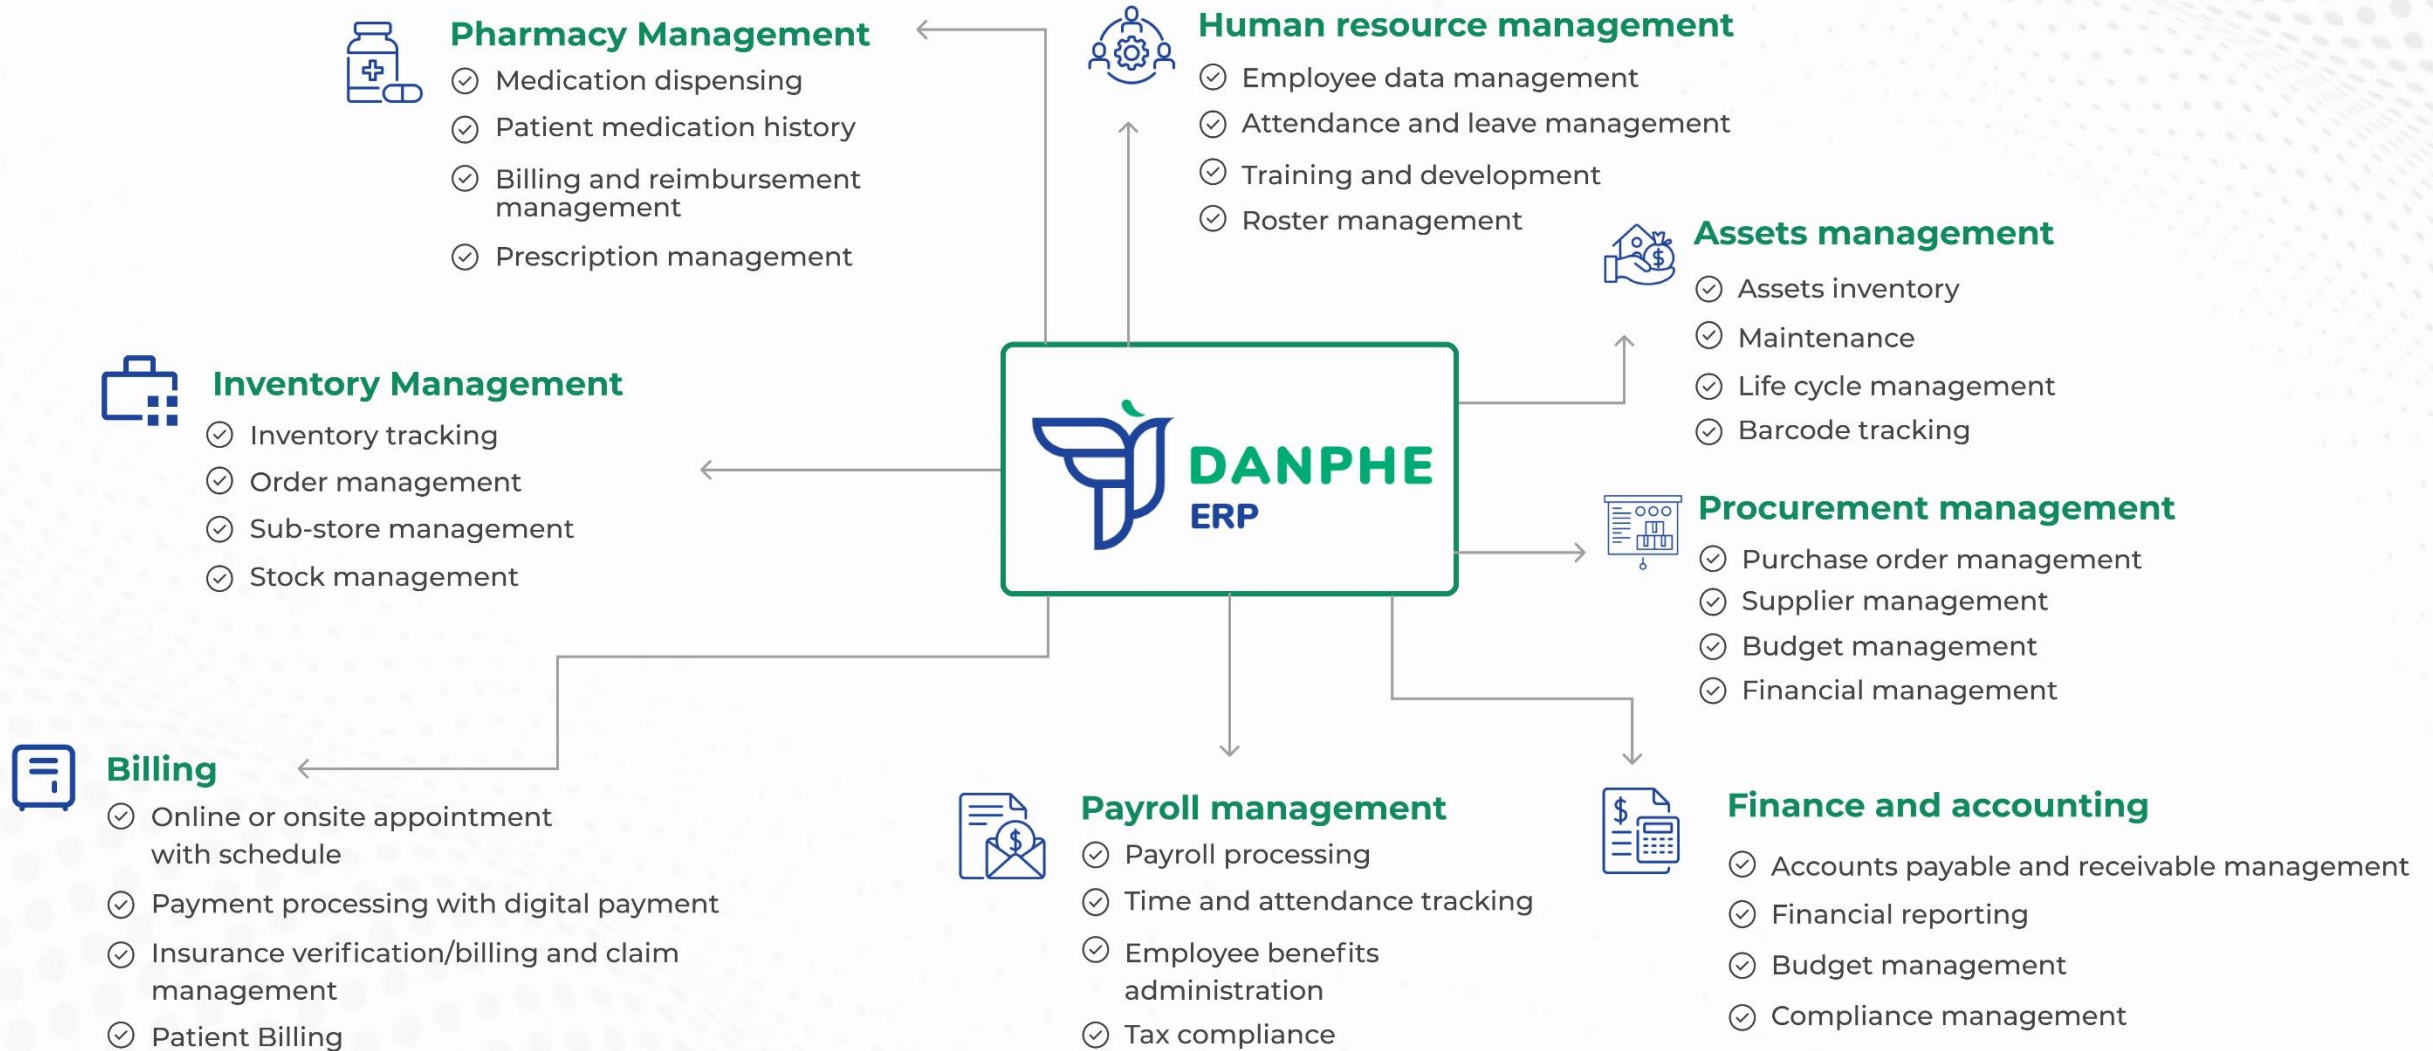 Pharmacy Management
Medication dispensing
Patient medication history
Billing and reimbursement
management
Prescription management
Human resource management
Employee data management
Attendance and leave management
Training and development
Roster management
Assets management
Assets inventory
Maintenance
Life cycle management
Barcode tracking
Inventory Management
Inventory tracking
Order management
Sub-store management
Stock management
DANPHE
ERP
Procurement management
Purchase order management
Supplier management
Budget management
Financial management
Billing
Online or onsite appointment
with schedule
Payment processing with digital payment
Insurance verification/billing and claim
management
Patient Billing
Payroll management
Payroll processing
Time and attendance tracking
Employee benefits
administration
Tax compliance
Finance and accounting
Accounts payable and receivable management
Financial reporting
Budget management
Compliance management